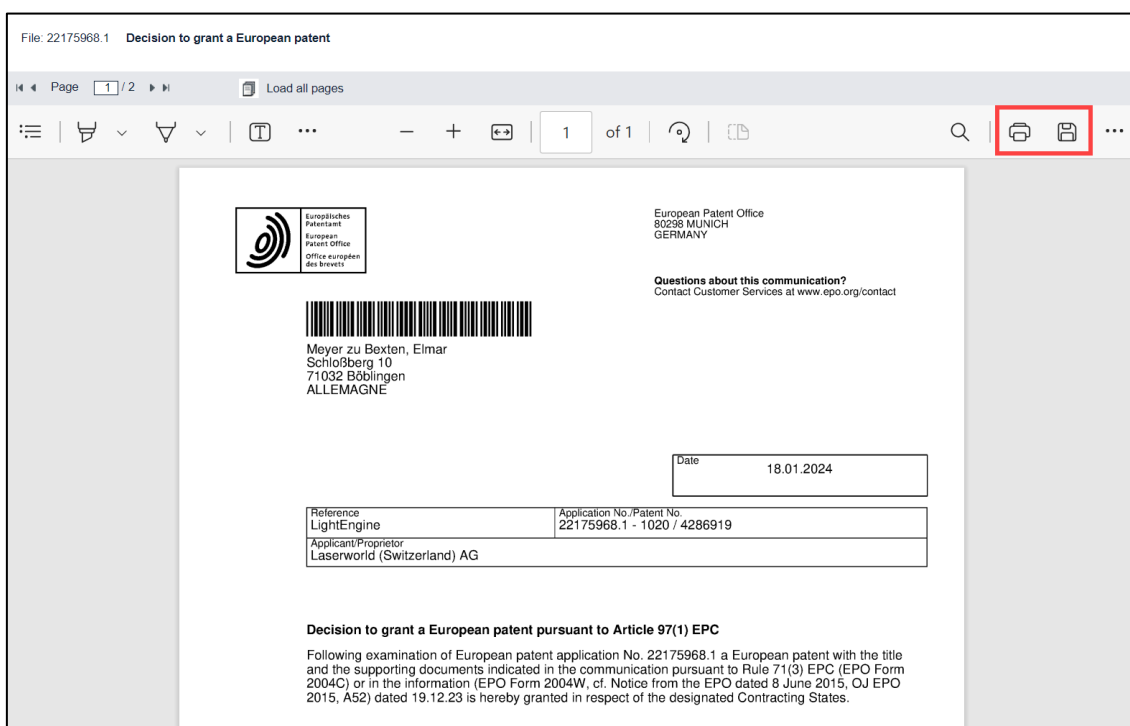 File: 22175968.1 Decision to grant a European patent
Page 1 / 2 Load all pages
1 of 1
Europäisches
Patentamt
European
Patent Office
Office européen
des brevets
European Patent Office
80298 MUNICH
GERMANY
Questions about this communication?
Contact Customer Services at www.epo.org/contact
Meyer zu Bexten, Elmar
Schloßberg 10
71032 Böblingen
ALLEMAGNE
Date
18.01.2024
Reference
LightEngine
Application No./Patent No.
22175968.1 - 1020 / 4286919
Applicant/Proprietor
Laserworld (Switzerland) AG
Decision to grant a European patent pursuant to Article 97(1) EPC
Following examination of European patent application No. 22175968.1 a European patent with the title
and the supporting documents indicated in the communication pursuant to Rule 71(3) EPC (EPO Form
2004C) or in the information (EPO Form 2004W, cf. Notice from the EPO dated 8 June 2015, OJ EPO
2015, A52) dated 19.12.23 is hereby granted in respect of the designated Contracting States.